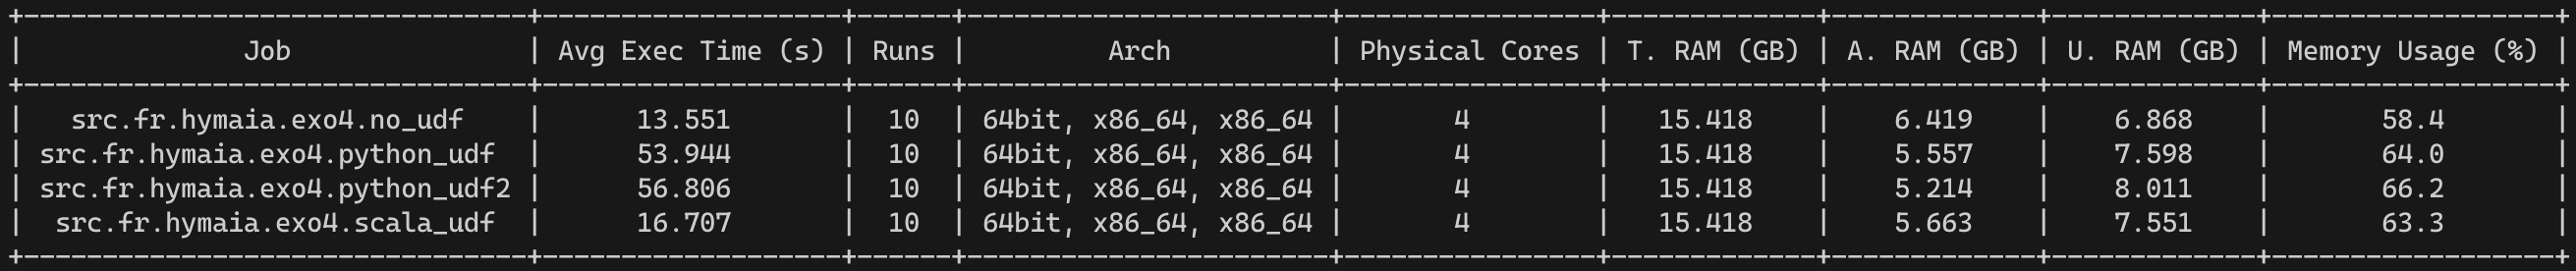 +--------------------------------+--------------------+------+-----------------------+-----------------+-------------+-------------+-------------+------------------+
|              Job               | Avg Exec Time (s) | Runs |         Arch          | Physical Cores | T. RAM (GB) | A. RAM (GB) | U. RAM (GB) | Memory Usage (%) |
+--------------------------------+--------------------+------+-----------------------+-----------------+-------------+-------------+-------------+------------------+
|   src.fr.hymaia.exo4.no_udf    |      13.551       |  10  | 64bit, x86_64, x86_64 |       4        |   15.418    |    6.419    |    6.868    |       58.4       |
| src.fr.hymaia.exo4.python_udf  |      53.944       |  10  | 64bit, x86_64, x86_64 |       4        |   15.418    |    5.557    |    7.598    |       64.0       |
| src.fr.hymaia.exo4.python_udf2 |      56.806       |  10  | 64bit, x86_64, x86_64 |       4        |   15.418    |    5.214    |    8.011    |       66.2       |
|  src.fr.hymaia.exo4.scala_udf  |      16.707       |  10  | 64bit, x86_64, x86_64 |       4        |   15.418    |    5.663    |    7.551    |       63.3       |
+--------------------------------+--------------------+------+-----------------------+-----------------+-------------+-------------+-------------+------------------+